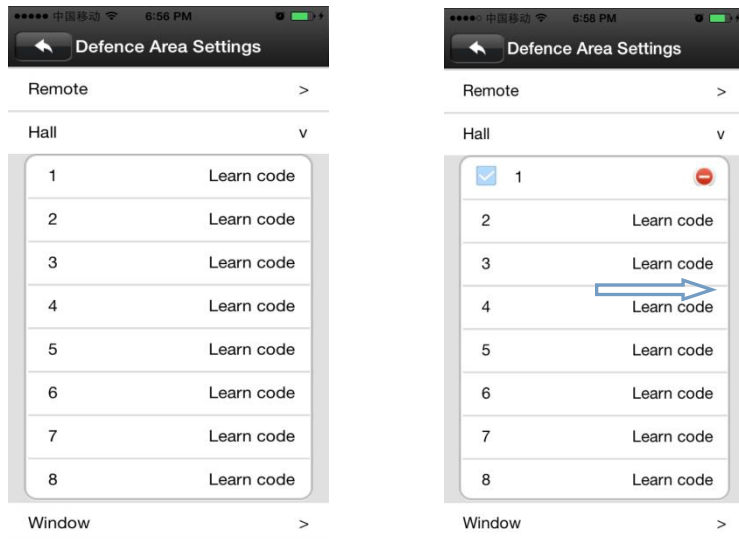 中国移动 6:56 PM
Defence Area Settings
Remote >
Hall v
1 Learn code
2 Learn code
3 Learn code
4 Learn code
5 Learn code
6 Learn code
7 Learn code
8 Learn code
Window >
中国移动 6:58 PM
Defence Area Settings
Remote >
Hall v
1
2 Learn code
3 Learn code
4 Learn code
5 Learn code
6 Learn code
7 Learn code
8 Learn code
Window >